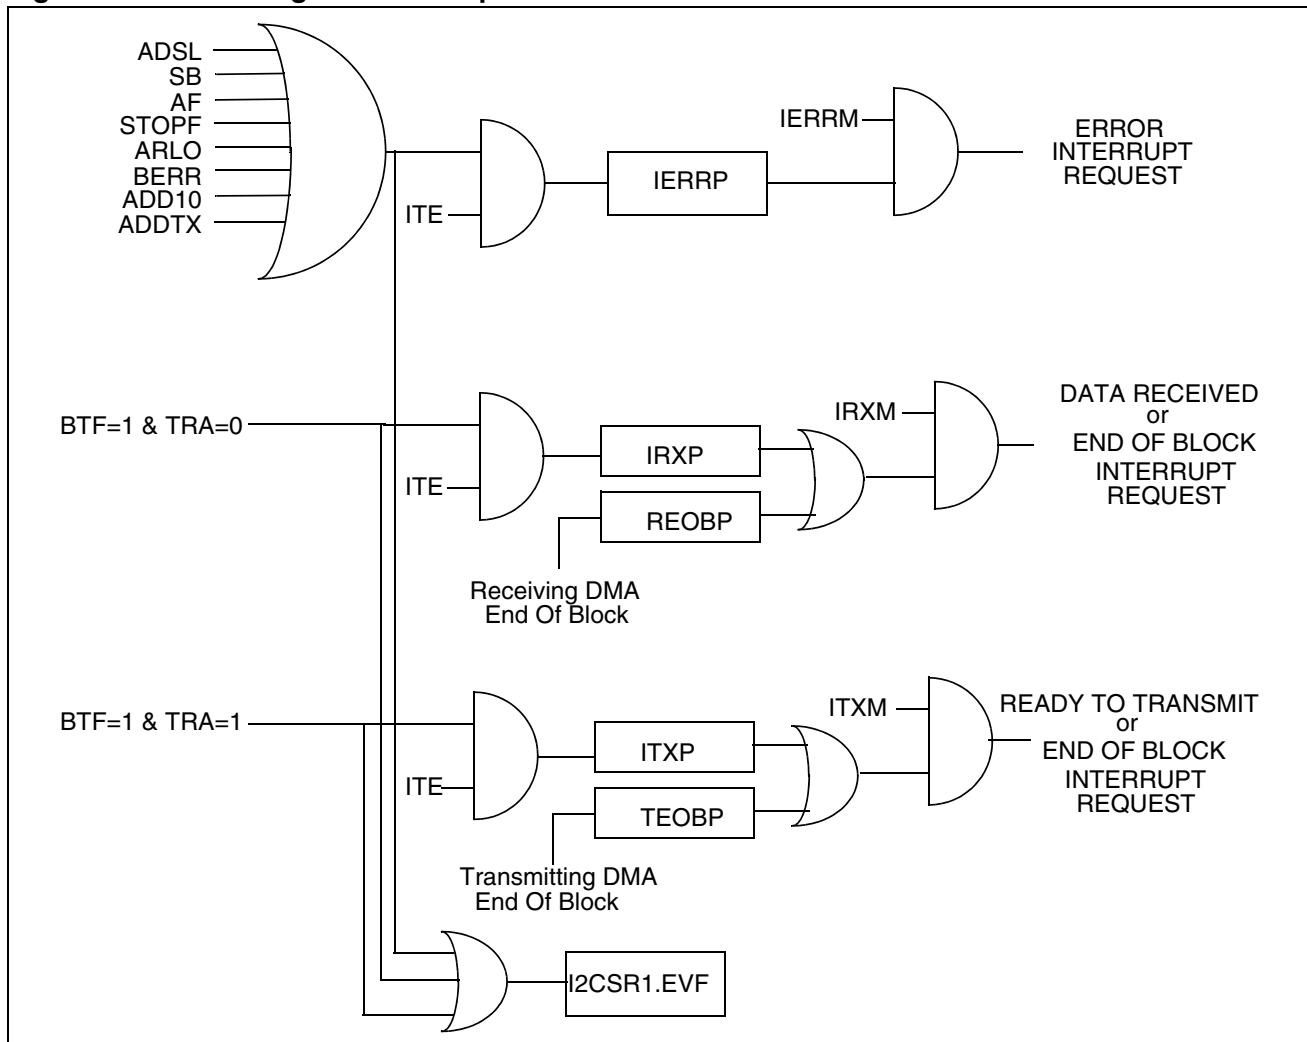 ADSL
SB
AF
STOPF
ARLO
BERR
ADD10
ADDTX
ITE
IERRP
IERRM
ERROR
INTERRUPT
REQUEST
BTF=1 & TRA=0
ITE
IRXP
REOBP
Receiving DMA
End Of Block
IRXM
DATA RECEIVED
or
END OF BLOCK
INTERRUPT
REQUEST
BTF=1 & TRA=1
ITE
ITXP
TEOBP
Transmitting DMA
End Of Block
ITXM
READY TO TRANSMIT
or
END OF BLOCK
INTERRUPT
REQUEST
I2CSR1.EVF